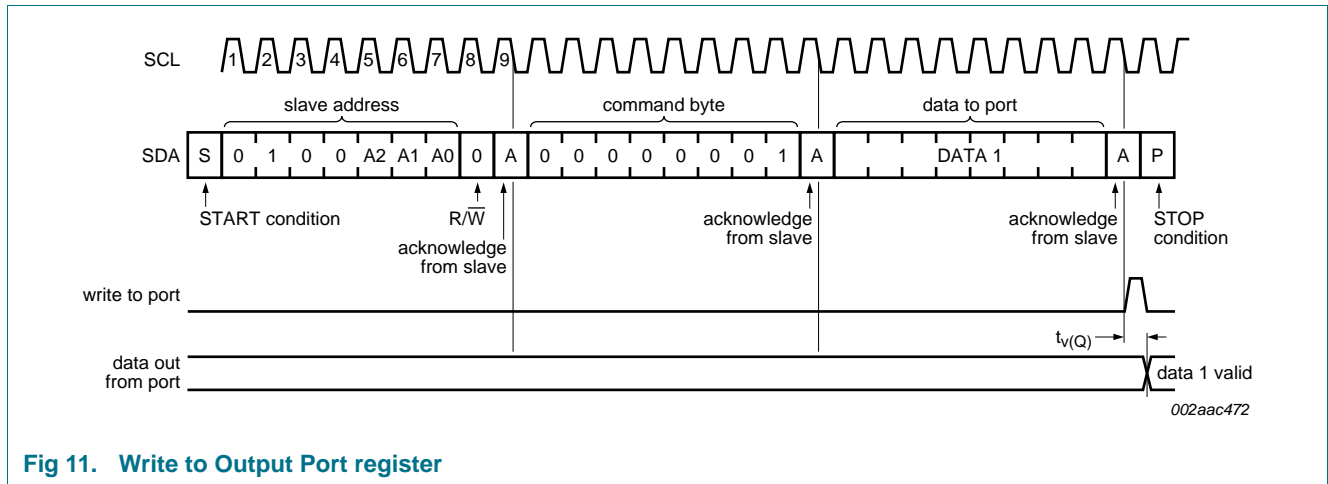 SCL 1 2 3 4 5 6 7 8 9
slave address command byte data to port
SDA S 0 1 0 0 A2 A1 A0 0 A 0 0 0 0 0 0 0 1 A DATA 1 A P
START condition R/W̅ acknowledge from slave acknowledge from slave acknowledge from slave STOP condition
write to port
tv(Q)
data out from port data 1 valid
002aac472
Fig 11. Write to Output Port register